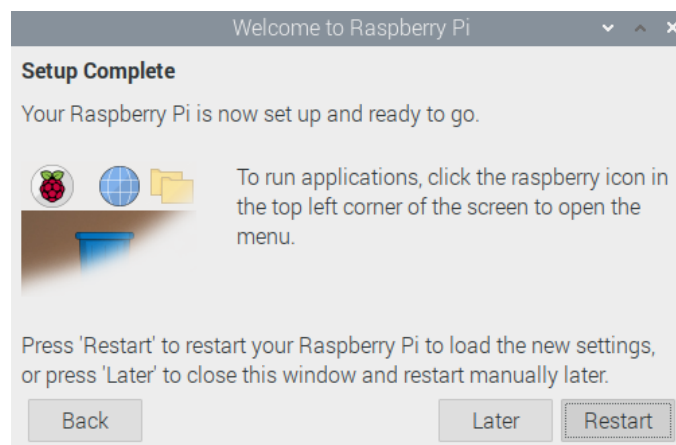 Welcome to Raspberry Pi
Setup Complete
Your Raspberry Pi is now set up and ready to go.
To run applications, click the raspberry icon in
the top left corner of the screen to open the
menu.
Press 'Restart' to restart your Raspberry Pi to load the new settings,
or press 'Later' to close this window and restart manually later.
Back
Later
Restart